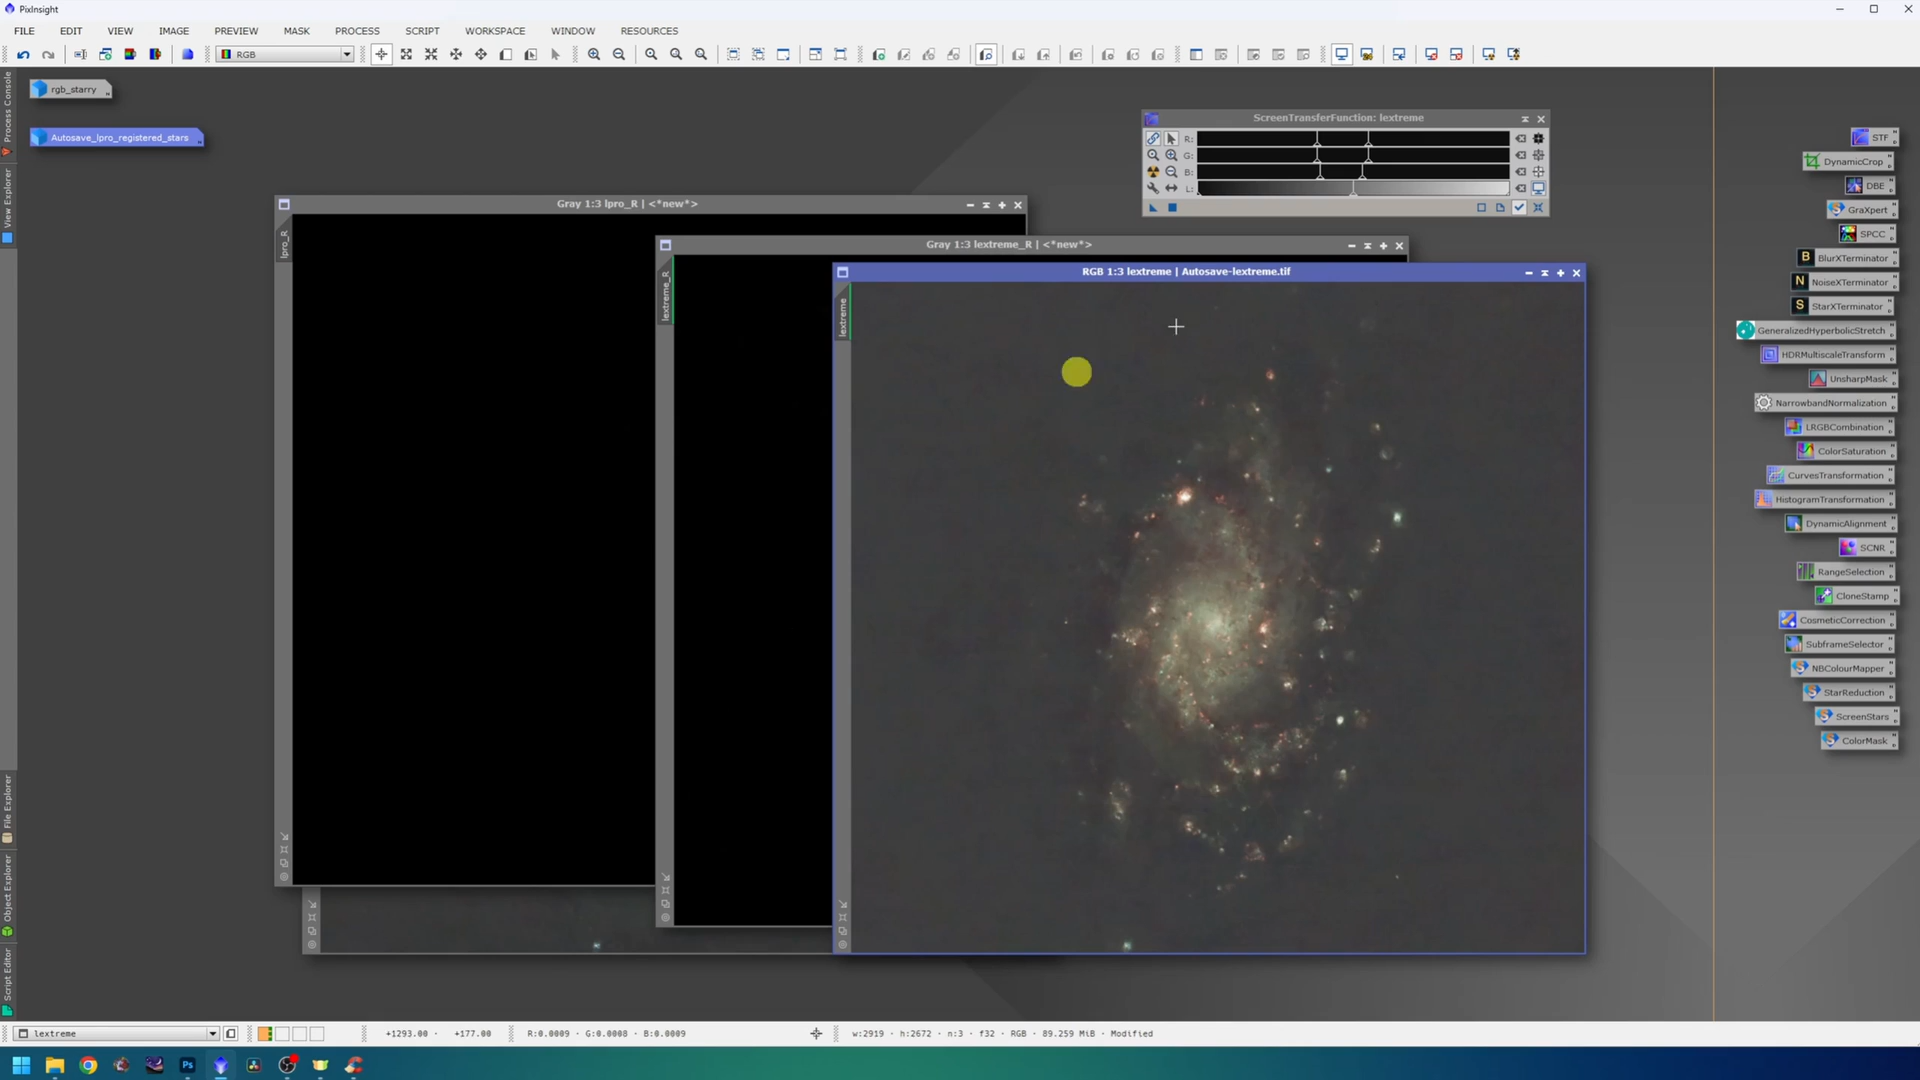 PixInsight
FILE EDIT VIEW IMAGE PREVIEW MASK PROCESS SCRIPT WORKSPACE WINDOW RESOURCES
RGB
Process Console
View Explorer
File Explorer
Object Explorer
Script Editor
rgb_starry
Autosave_lpro_registered_stars
ScreenTransferFunction: lextreme
R:
G:
B:
L:
Gray 1:3 lpro_R | <*new*>
lpro_R
Gray 1:3 lextreme_R | <*new*>
lextreme_R
RGB 1:3 lextreme | Autosave-lextreme.tif
lextreme
STF
DynamicCrop
DBE
GraXpert
SPCC
B BlurXTerminator
N NoiseXTerminator
S StarXTerminator
GeneralizedHyperbolicStretch
HDRMultiscaleTransform
UnsharpMask
NarrowbandNormalization
LRGBCombination
ColorSaturation
CurvesTransformation
HistogramTransformation
DynamicAlignment
SCNR
RangeSelection
CloneStamp
CosmeticCorrection
SubframeSelector
NBColourMapper
StarReduction
ScreenStars
ColorMask
lextreme
+1293.00 · +177.00
R:0.0009 · G:0.0008 · B:0.0009
w:2919 · h:2672 · n:3 · f32 · RGB · 89.259 MiB · Modified
Ps